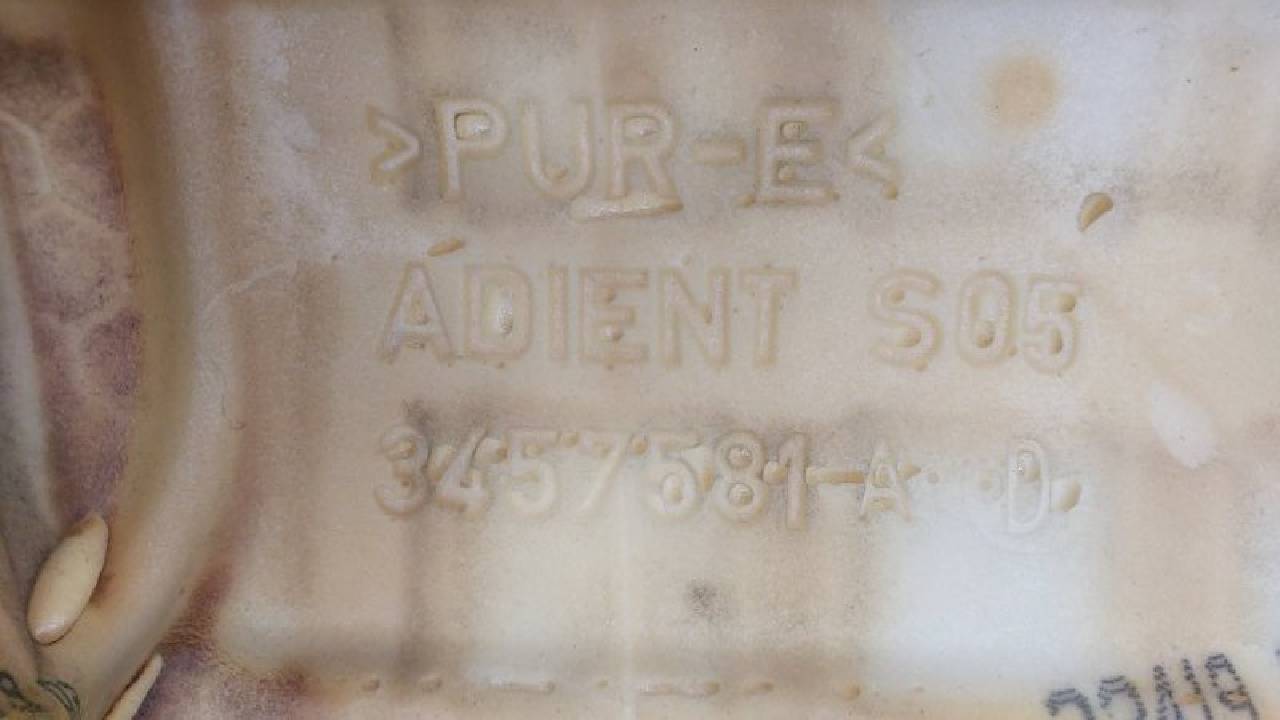 >PUR-E<
ADIENT S05
3457581-A D